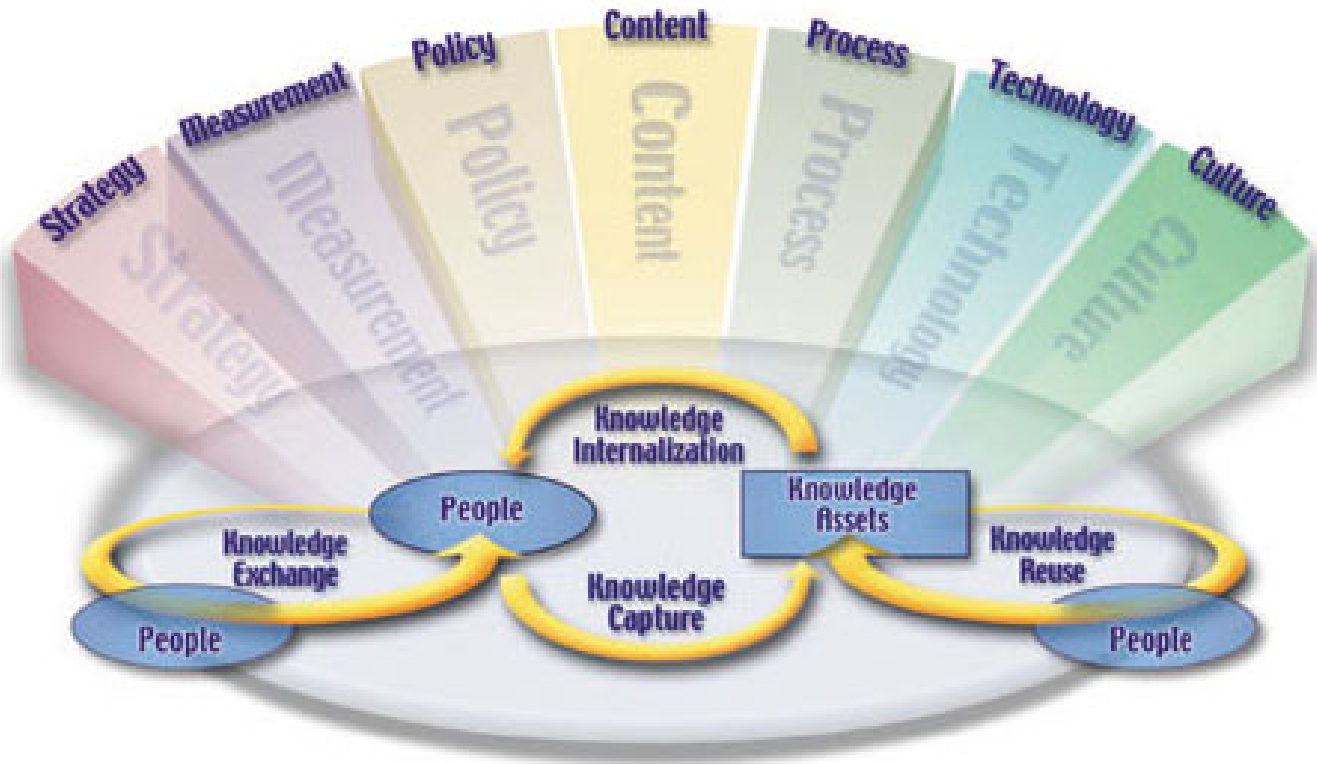 Strategy
Measurement
Policy
Content
Process
Technology
Culture
Strategy
Measurement
Policy
Content
Process
Technology
Culture
Knowledge
Internalization
People
Knowledge
Assets
Knowledge
Exchange
Knowledge
Reuse
Knowledge
Capture
People
People